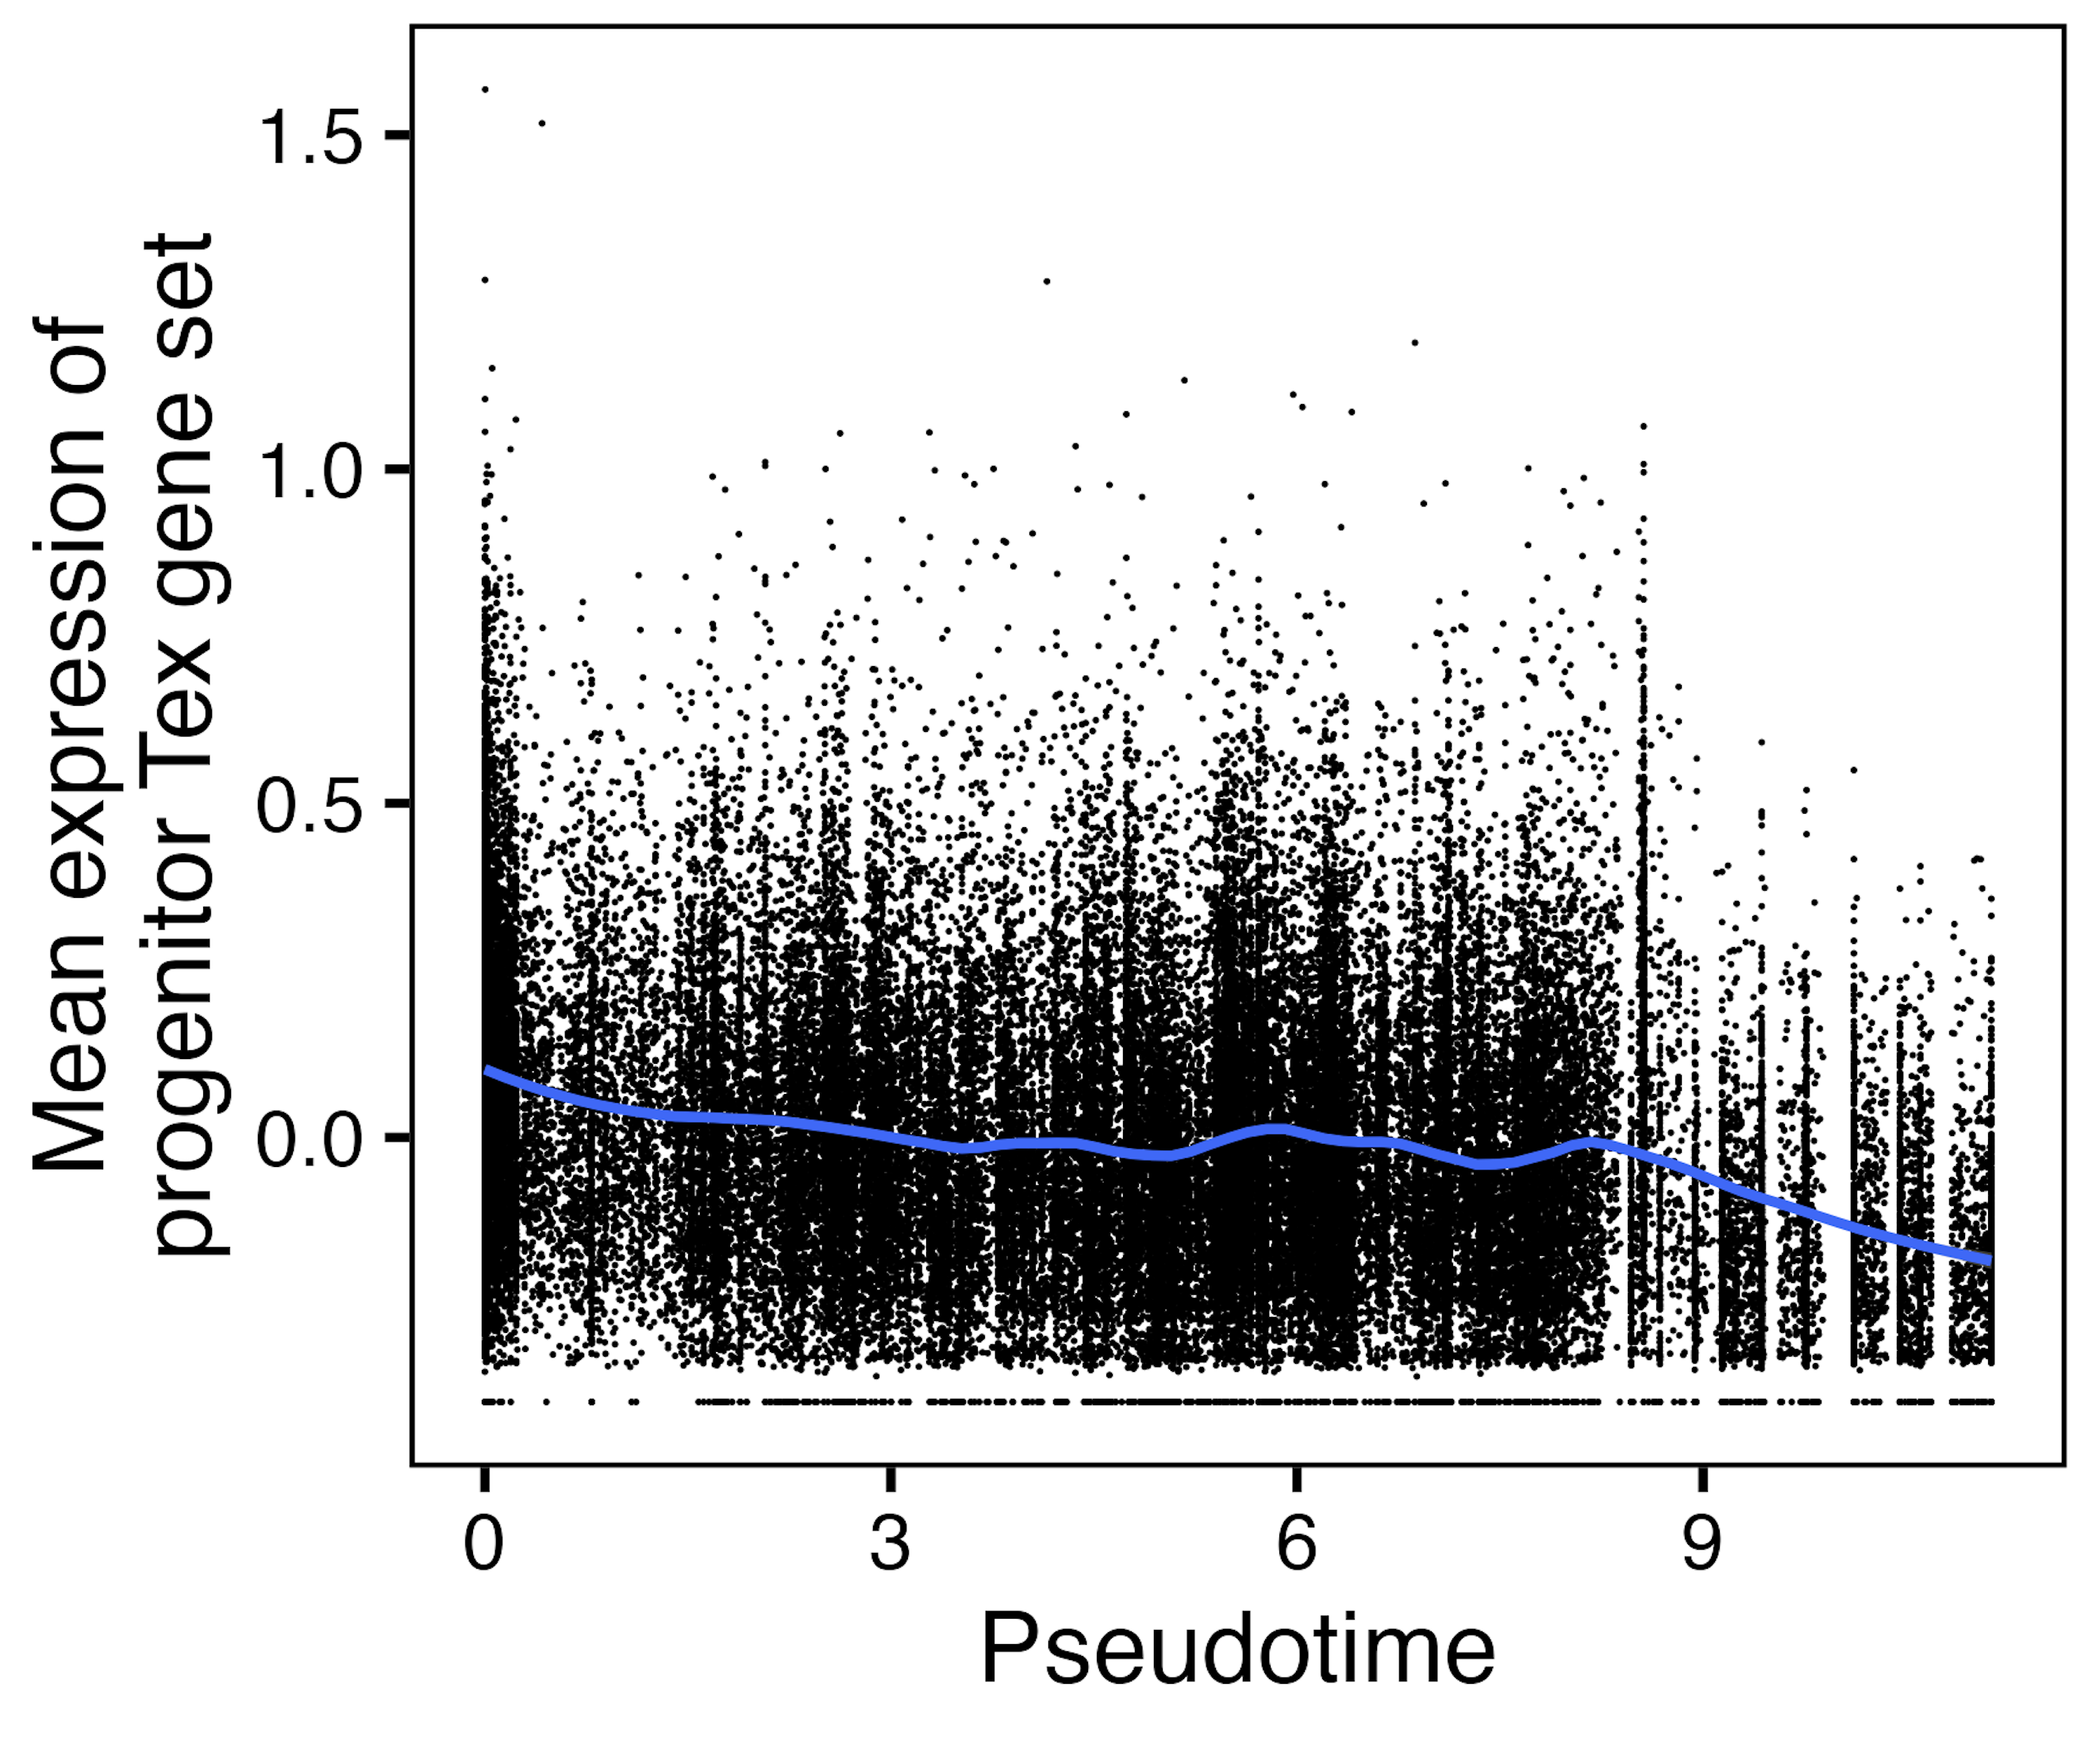 Mean expression of
progenitor Tex gene set
1.5
1.0
0.5
0.0
0 3 6 9
Pseudotime